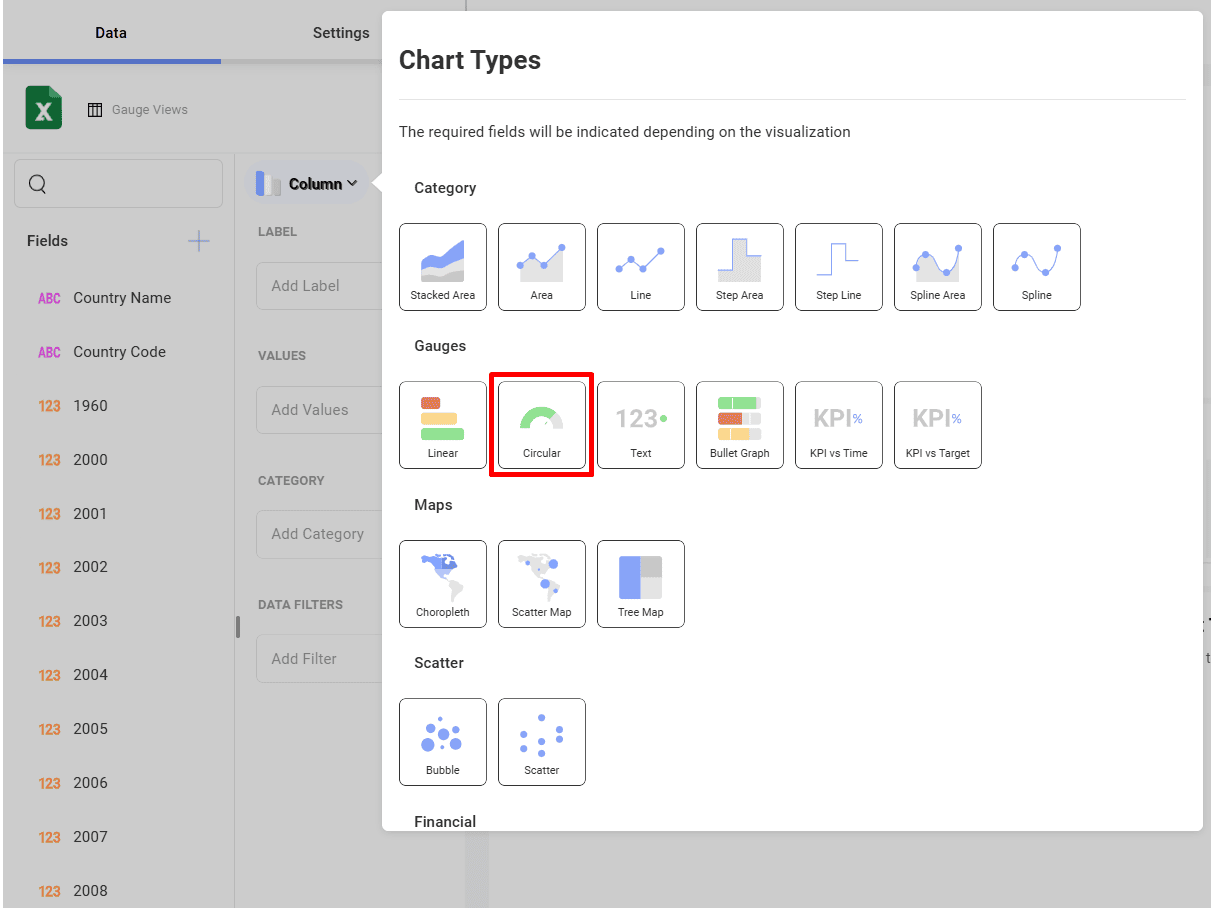 Data
Settings
Gauge Views
Fields
ABC Country Name
ABC Country Code
123 1960
123 2000
123 2001
123 2002
123 2003
123 2004
123 2005
123 2006
123 2007
123 2008
Column
LABEL
Add Label
VALUES
Add Values
CATEGORY
Add Category
DATA FILTERS
Add Filter
Chart Types
The required fields will be indicated depending on the visualization
Category
Stacked Area
Area
Line
Step Area
Step Line
Spline Area
Spline
Gauges
Linear
Circular
123
Text
Bullet Graph
KPI%
KPI vs Time
KPI%
KPI vs Target
Maps
Choropleth
Scatter Map
Tree Map
Scatter
Bubble
Scatter
Financial